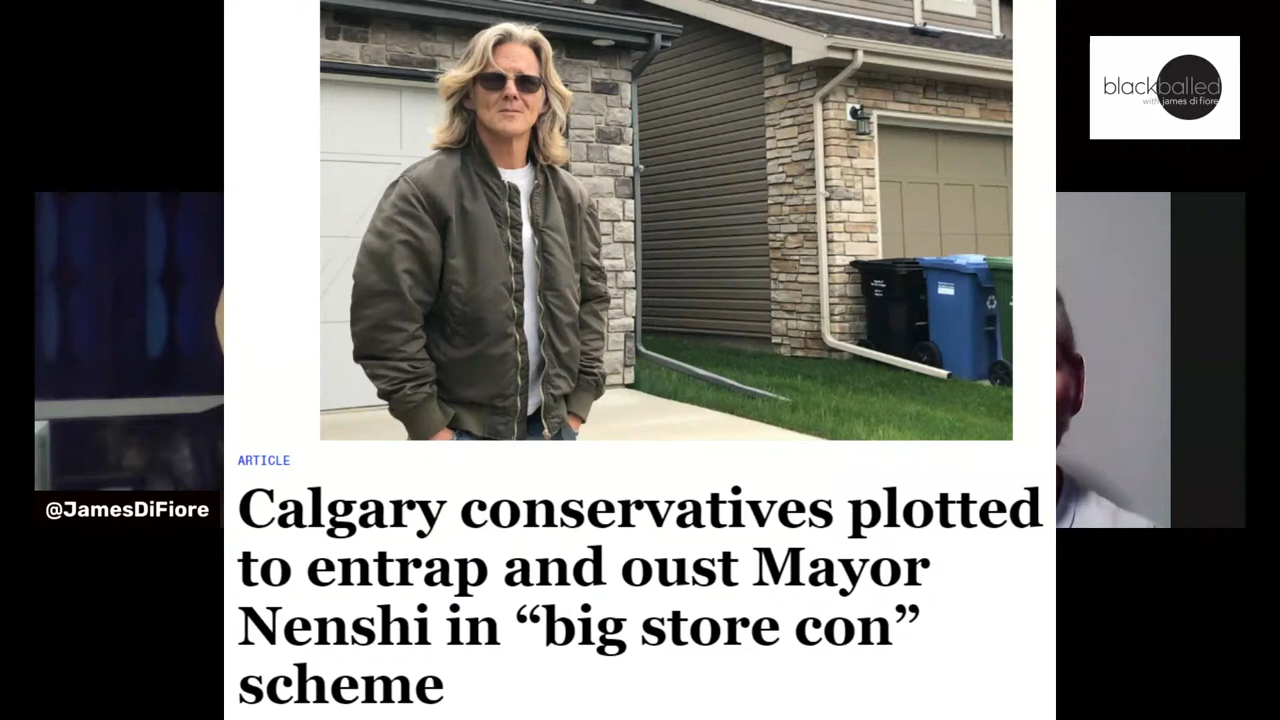 blackballed
with james di fiore
ARTICLE
Calgary conservatives plotted
to entrap and oust Mayor
Nenshi in “big store con”
scheme
@JamesDiFiore